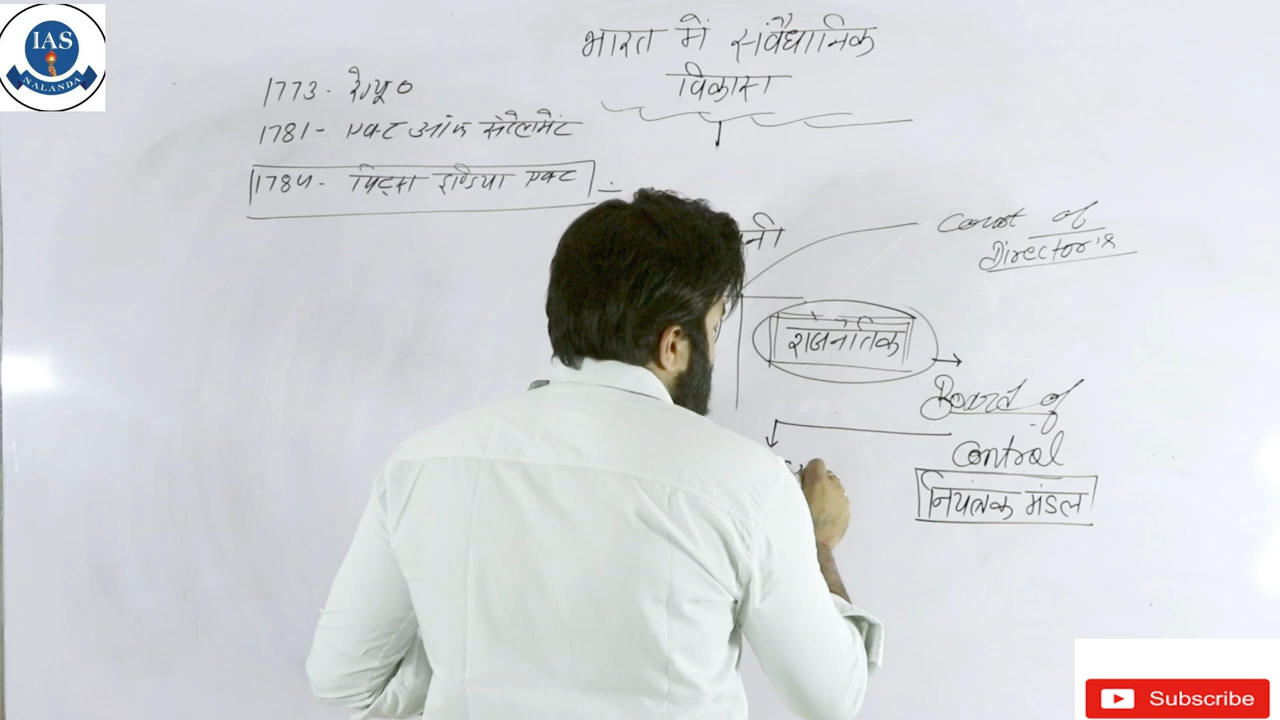 IAS
NALANDA
भारत में संवैधानिक
विकास
1773- रेग्यू०
1781- एक्ट ऑफ सेटेलमेंट
1784- पिट्स इण्डिया एक्ट :-
Court of
Director's
राजनैतिक
Board of
Control
नियंत्रक मंडल
Subscribe